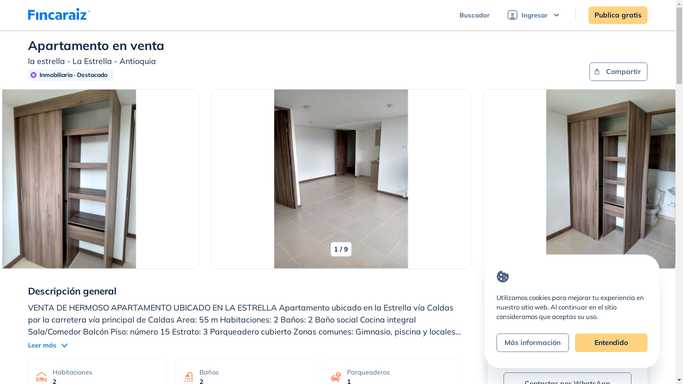 Fincaraiz
Buscador
Ingresar
Publica gratis
Apartamento en venta
la estrella - La Estrella - Antioquia
Inmobiliaria · Destacado
Compartir
1 / 9
Descripción general
VENTA DE HERMOSO APARTAMENTO UBICADO EN LA ESTRELLA Apartamento ubicado en la Estrella vía Caldas
por la carretera vía principal de Caldas Area: 55 m Habitaciones: 2 Baños: 2 Baño social Cocina integral
Sala/Comedor Balcón Piso: número 15 Estrato: 3 Parqueadero cubierto Zonas comunes: Gimnasio, piscina y locales...
Leer más
Habitaciones
2
Baños
2
Parqueaderos
1
Utilizamos cookies para mejorar tu experiencia en
nuestro sitio web. Al continuar en el sitio
consideramos que aceptas su uso.
Más información
Entendido
Contactar por WhatsApp